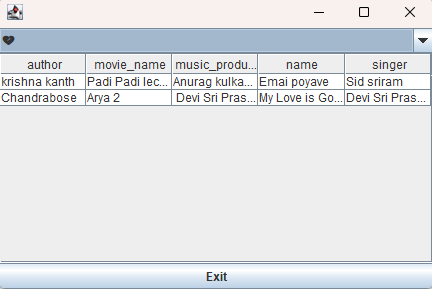 author movie_name music_produ... name singer
krishna kanth Padi Padi lec... Anurag kulka... Emai poyave Sid sriram
Chandrabose Arya 2 Devi Sri Pras... My Love is Go... Devi Sri Pras...
Exit